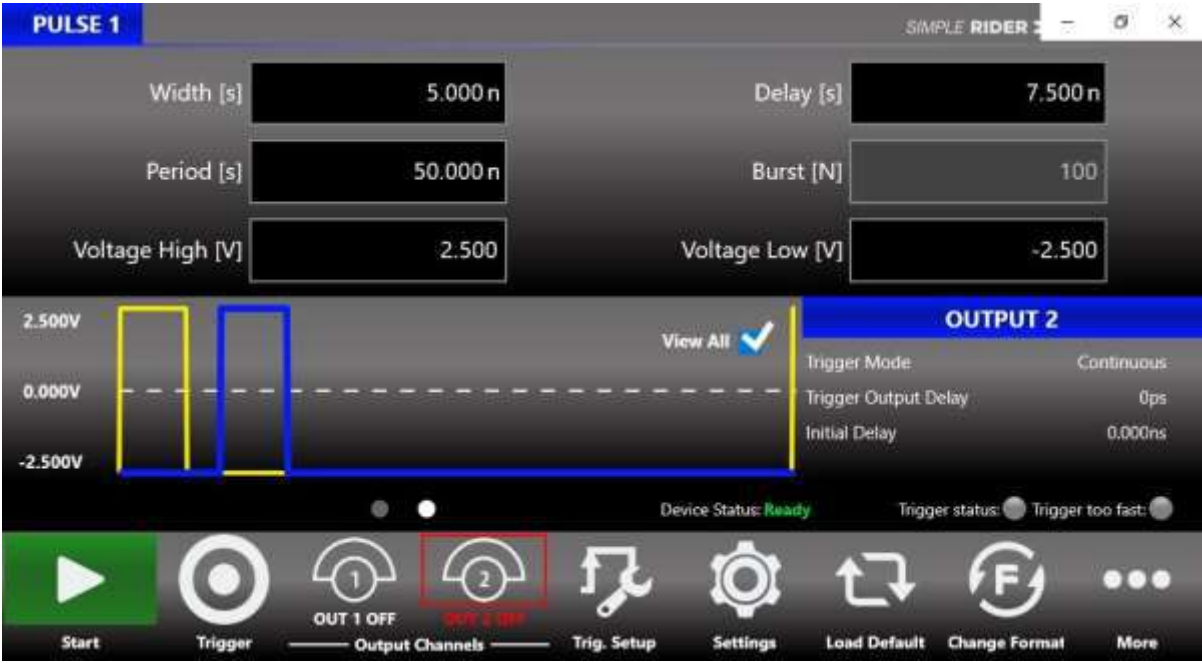 PULSE 1
SIMPLE RIDER
Width [s] 5.000 n Delay [s] 7.500 n
Period [s] 50.000 n Burst [N] 100
Voltage High [V] 2.500 Voltage Low [V] -2.500
2.500V
0.000V
-2.500V
View All
OUTPUT 2
Trigger Mode Continuous
Trigger Output Delay 0ps
Initial Delay 0.000ns
Device Status: Ready Trigger status: Trigger too fast:
1 2 F
OUT 1 OFF OUT 2 OFF
Start Trigger Output Channels Trig. Setup Settings Load Default Change Format More